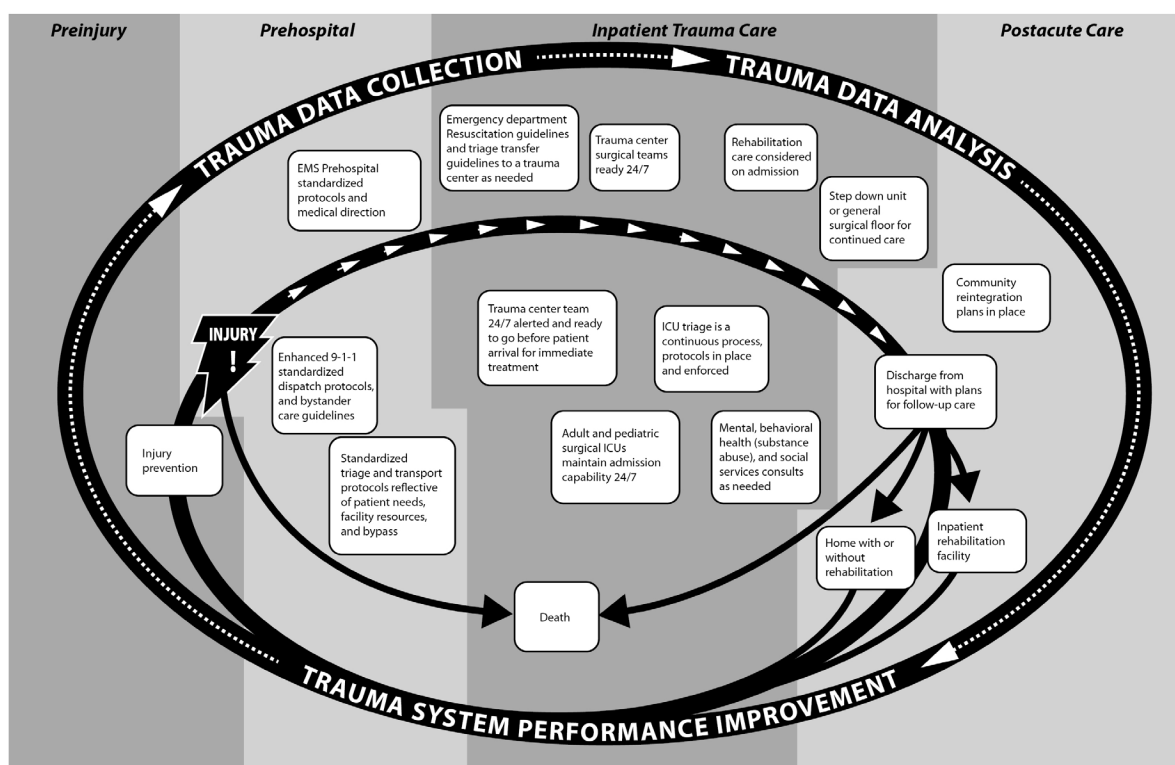 Preinjury
Prehospital
Inpatient Trauma Care
Postacute Care
TRAUMA DATA COLLECTION
TRAUMA DATA ANALYSIS
Emergency department
Resuscitation guidelines
and triage transfer
guidelines to a trauma
center as needed
Trauma center
surgical teams
ready 24/7
Rehabilitation
care considered
on admission
EMS Prehospital
standardized
protocols and
medical direction
Step down unit
or general
surgical floor for
continued care
Community
reintegration
plans in place
INJURY
!
Trauma center team
24/7 alerted and ready
to go before patient
arrival for immediate
treatment
ICU triage is a
continuous process,
protocols in place
and enforced
Enhanced 9-1-1
standardized
dispatch protocols,
and bystander
care guidelines
Discharge from
hospital with plans
for follow-up care
Injury
prevention
Standardized
triage and transport
protocols reflective
of patient needs,
facility resources,
and bypass
Adult and pediatric
surgical ICUs
maintain admission
capability 24/7
Mental, behavioral
health (substance
abuse), and social
services consults
as needed
Home with or
without
rehabilitation
Inpatient
rehabilitation
facility
Death
TRAUMA SYSTEM PERFORMANCE IMPROVEMENT